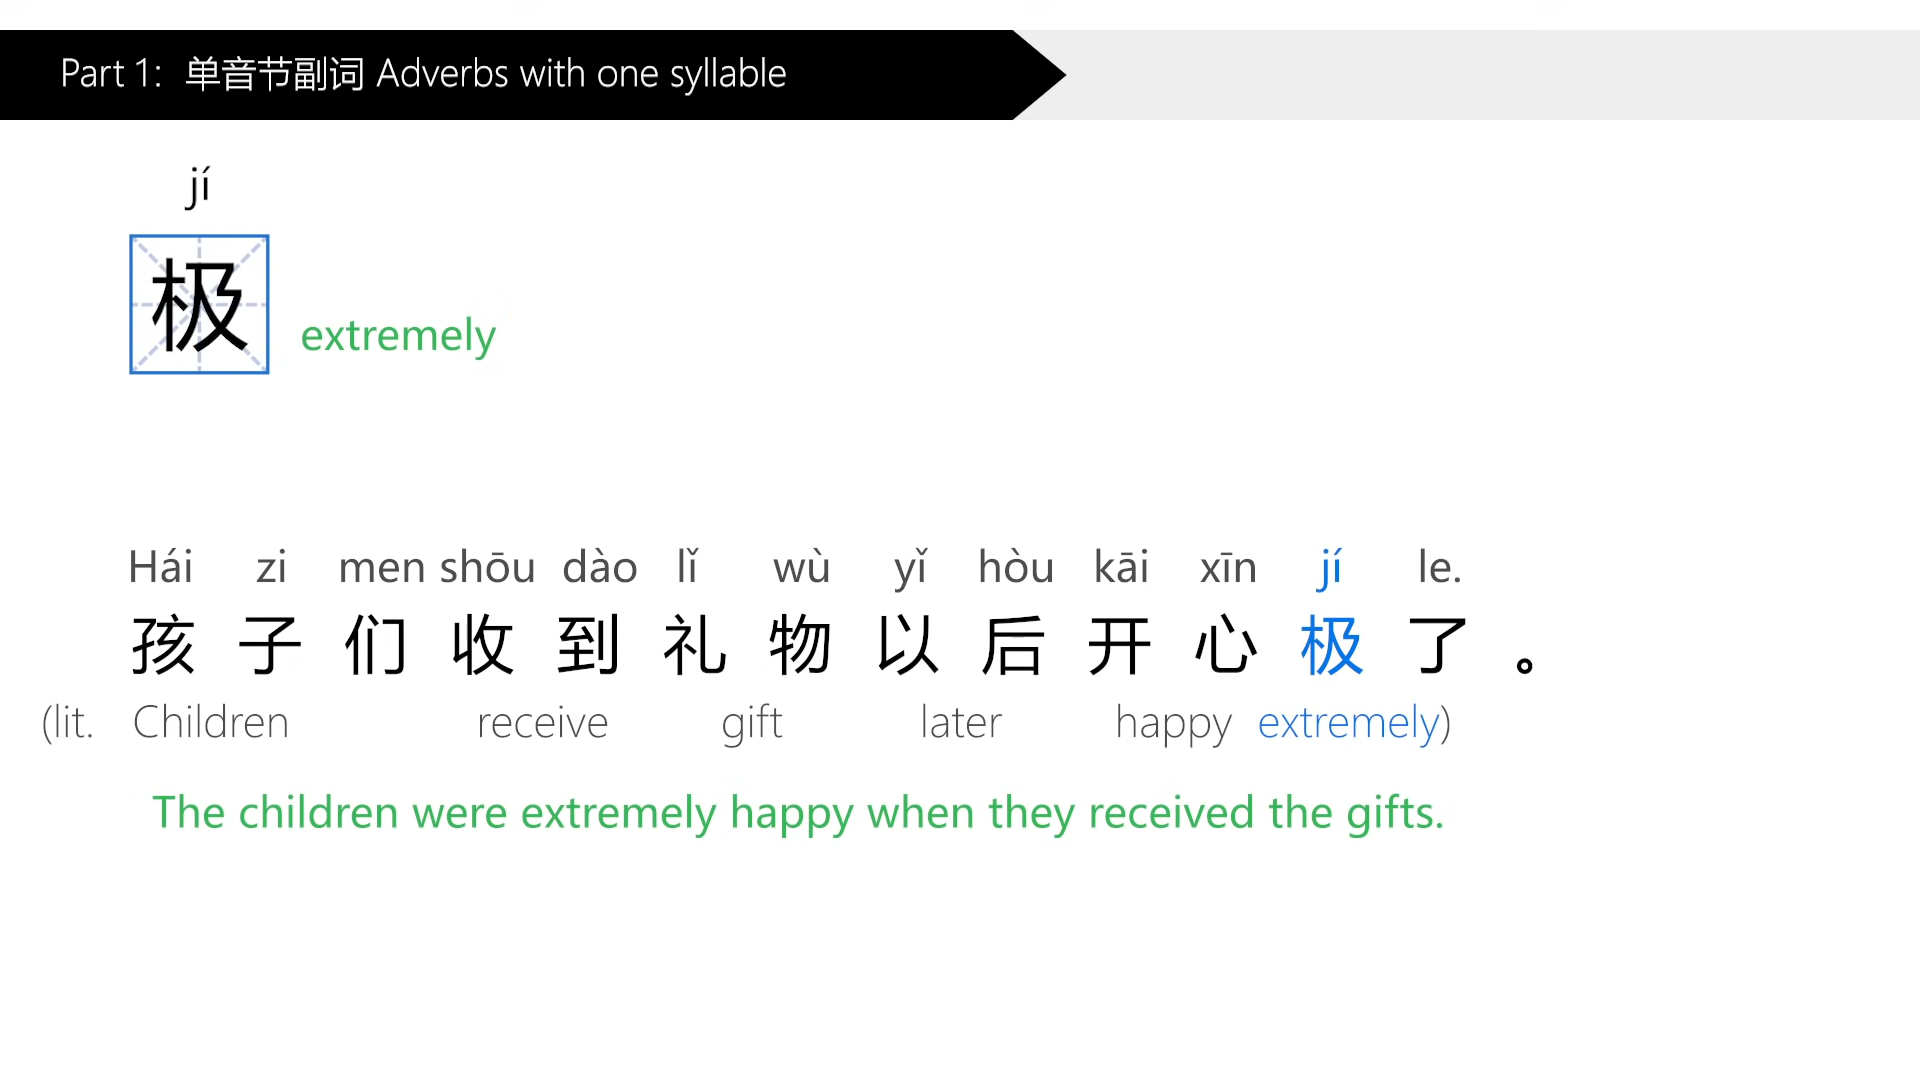 Part 1: 单音节副词 Adverbs with one syllable
jí
极 extremely
Hái zi men shōu dào lǐ wù yǐ hòu kāi xīn jí le.
孩子们收到礼物以后开心极了。
(lit. Children receive gift later happy extremely)
The children were extremely happy when they received the gifts.